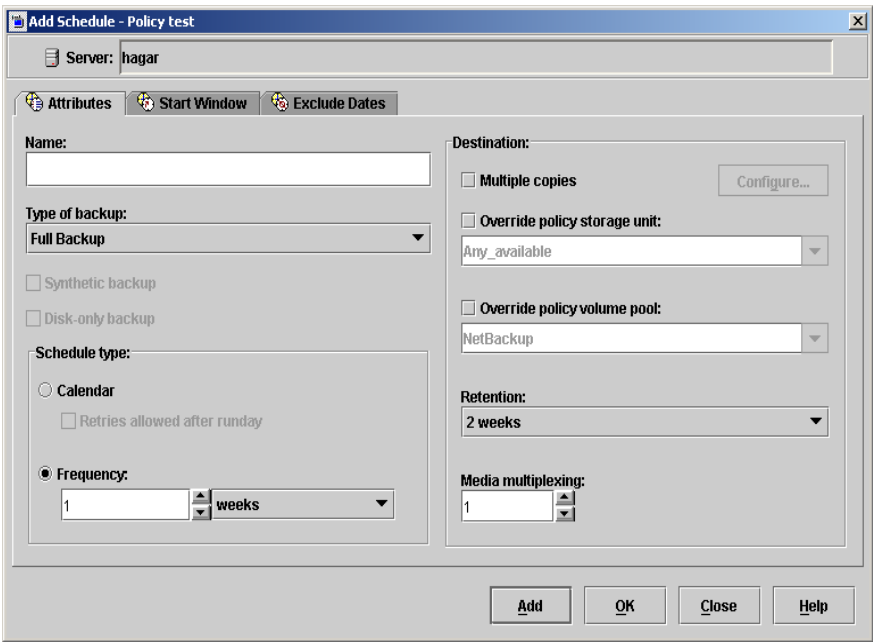 Add Schedule - Policy test
Server: hagar
Attributes
Start Window
Exclude Dates
Name:
Type of backup:
Full Backup
Synthetic backup
Disk-only backup
Schedule type:
Calendar
Retries allowed after runday
Frequency:
1 weeks
Destination:
Multiple copies Configure...
Override policy storage unit:
Any_available
Override policy volume pool:
NetBackup
Retention:
2 weeks
Media multiplexing:
1
Add
OK
Close
Help